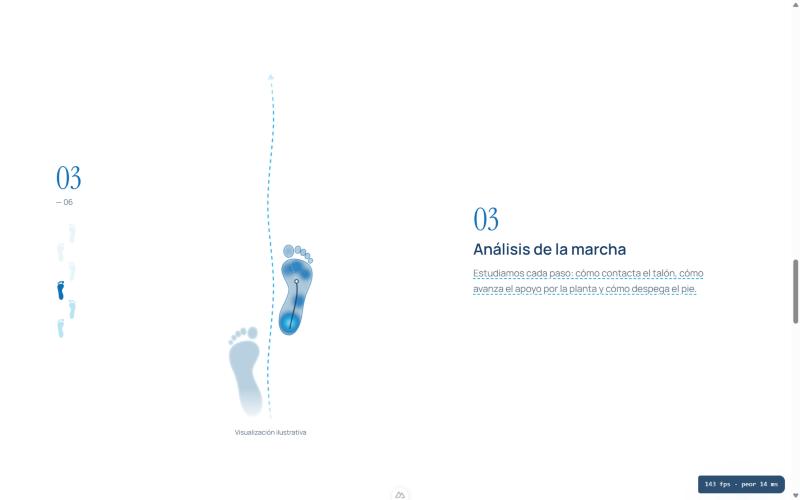 03
— 06
Visualización ilustrativa
03
Análisis de la marcha
Estudiamos cada paso: cómo contacta el talón, cómo
avanza el apoyo por la planta y cómo despega el pie.
143 fps · peor 14 ms